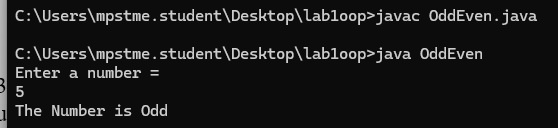 C:\Users\mpstme.student\Desktop\lab1oop>javac OddEven.java
C:\Users\mpstme.student\Desktop\lab1oop>java OddEven
Enter a number =
5
The Number is Odd